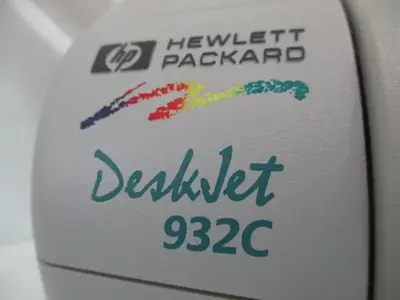 hp HEWLETT
PACKARD
DeskJet
932C